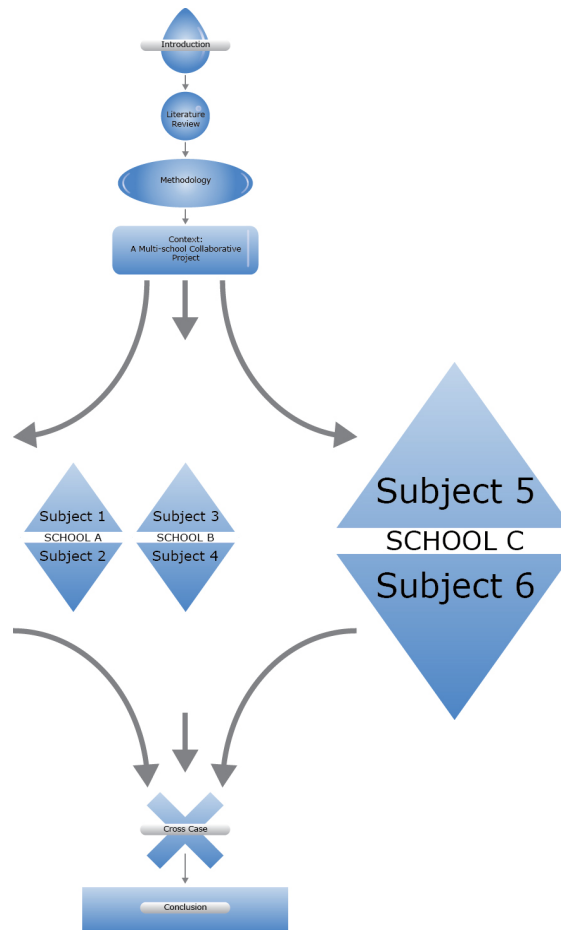 Introduction
Literature
Review
Methodology
Context:
A Multi-school Collaborative
Project
Subject 1
SCHOOL A
Subject 2
Subject 3
SCHOOL B
Subject 4
Subject 5
SCHOOL C
Subject 6
Cross Case
Conclusion